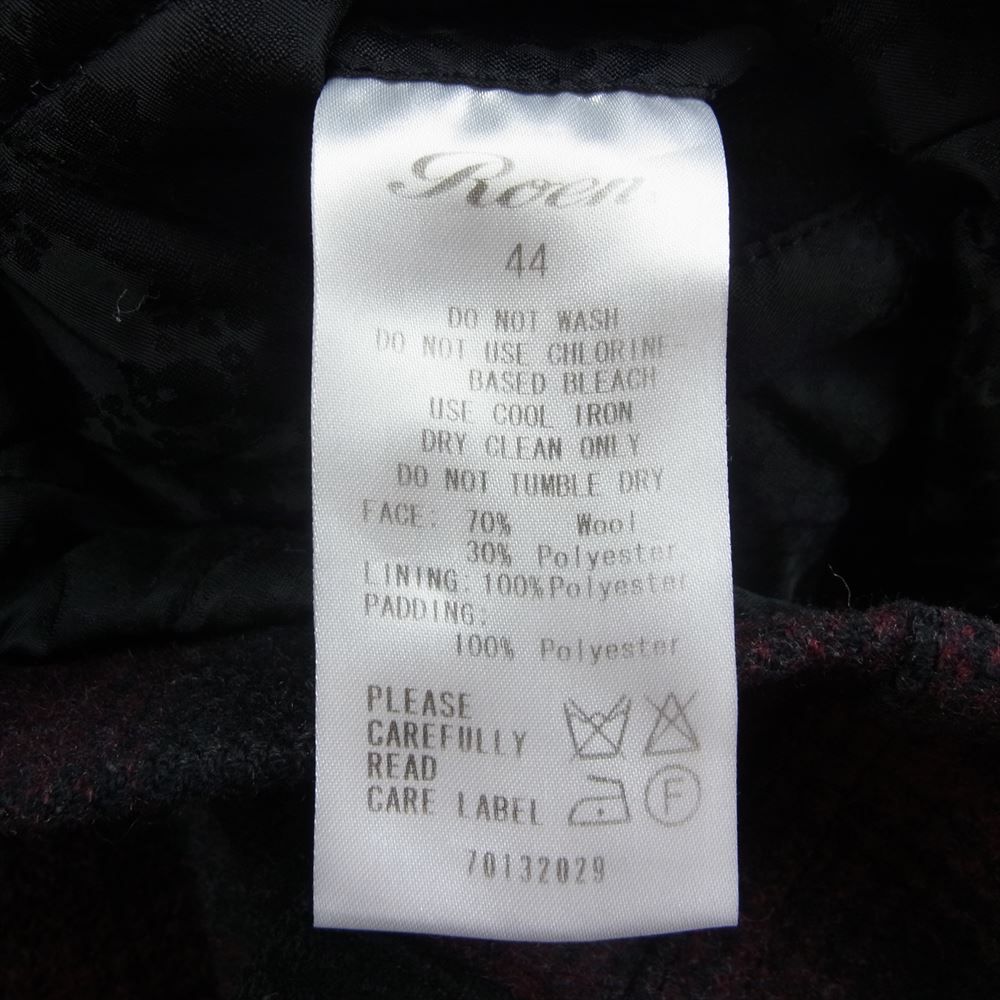 Roen
44
DO NOT WASH
DO NOT USE CHLORINE-
BASED BLEACH
USE COOL IRON
DRY CLEAN ONLY
DO NOT TUMBLE DRY
FACE: 70% Wool
30% Polyester
LINING: 100% Polyester
PADDING:
100% Polyester
PLEASE
CAREFULLY
READ
CARE LABEL
F
70132029